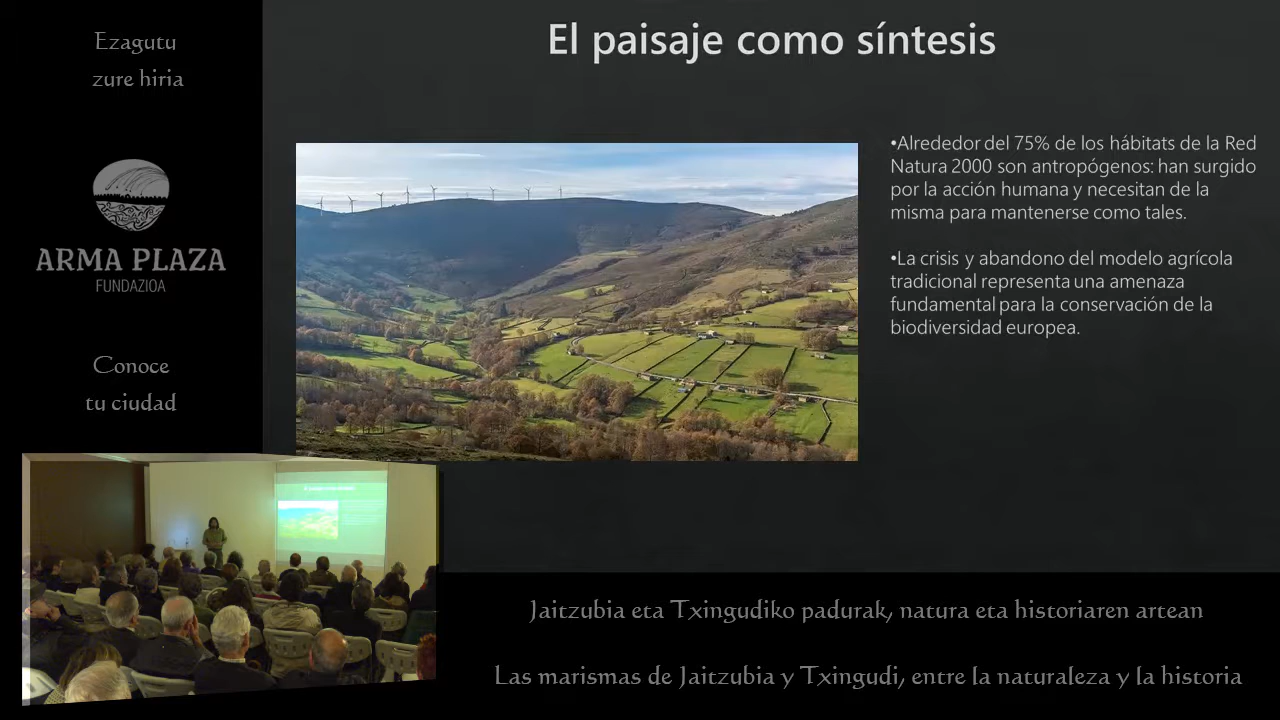 Ezagutu
zure hiria
ARMA PLAZA
FUNDAZIOA
Conoce
tu ciudad
El paisaje como síntesis
•Alrededor del 75% de los hábitats de la Red
Natura 2000 son antropógenos: han surgido
por la acción humana y necesitan de la
misma para mantenerse como tales.
•La crisis y abandono del modelo agrícola
tradicional representa una amenaza
fundamental para la conservación de la
biodiversidad europea.
Jaitzubia eta Txingudiko padurak, natura eta historiaren artean
Las marismas de Jaitzubia y Txingudi, entre la naturaleza y la historia